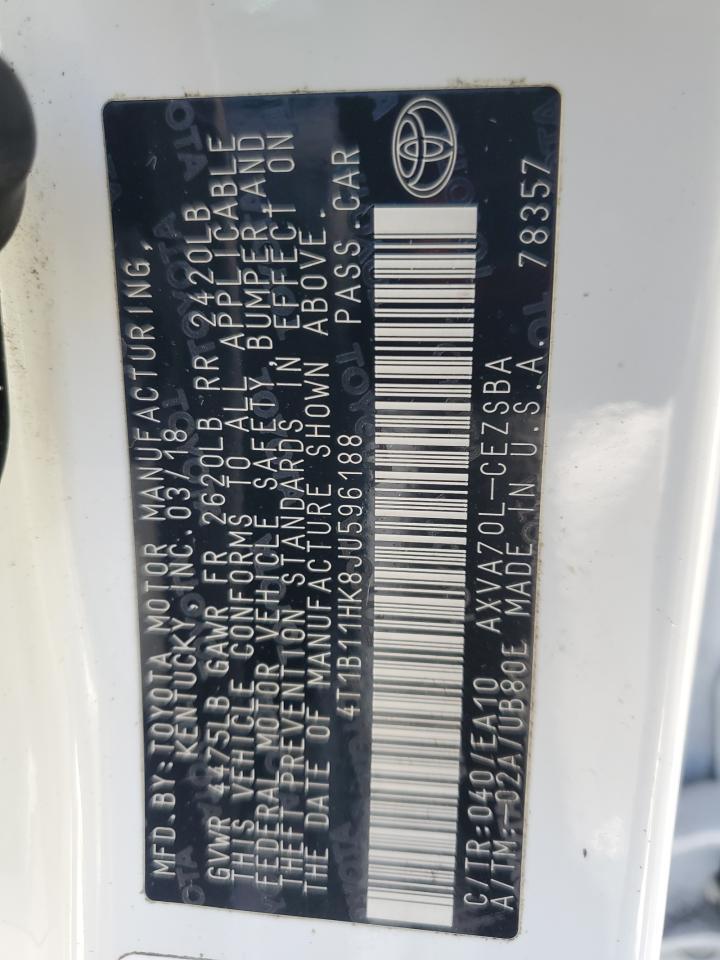 MFD.BY:TOYOTA MOTOR MANUFACTURING,
KENTUCKY, INC. 03/18
GVWR 4475LB GAWR FR 2620LB RR 2420LB
THIS VEHICLE CONFORMS TO ALL APPLICABLE
FEDERAL MOTOR VEHICLE SAFETY, BUMPER AND
THEFT PREVENTION STANDARDS IN EFFECT ON
THE DATE OF MANUFACTURE SHOWN ABOVE.
4T1B11HK8JU596188 PASS.CAR
C/TR:040/EA10 AXVA70L-CEZSBA
A/TM:-02A/UB80E MADE IN U.S.A. 78357